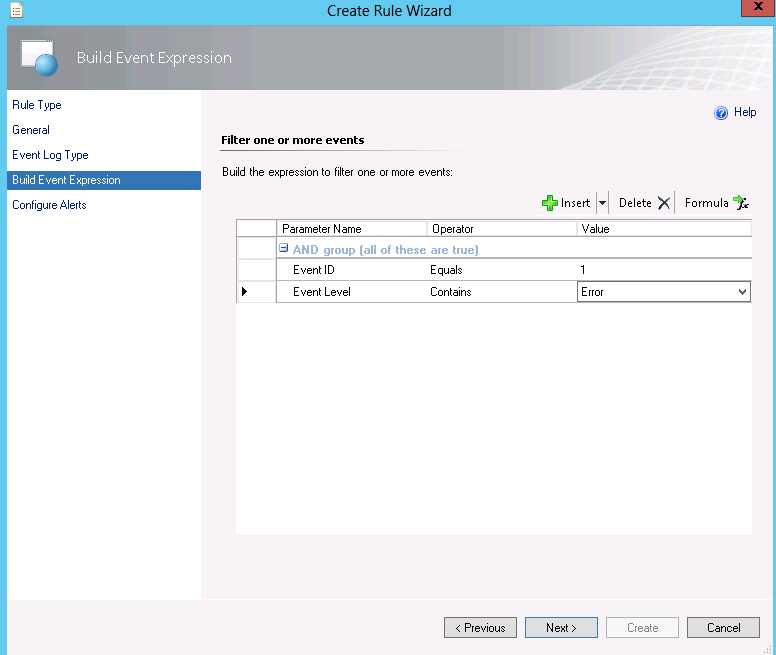 Create Rule Wizard
X
Build Event Expression
Rule Type
General
Event Log Type
Build Event Expression
Configure Alerts
Help
Filter one or more events
Build the expression to filter one or more events:
Insert Delete Formula fx
Parameter Name Operator Value
AND group (all of these are true)
Event ID Equals 1
Event Level Contains Error
< Previous Next > Create Cancel